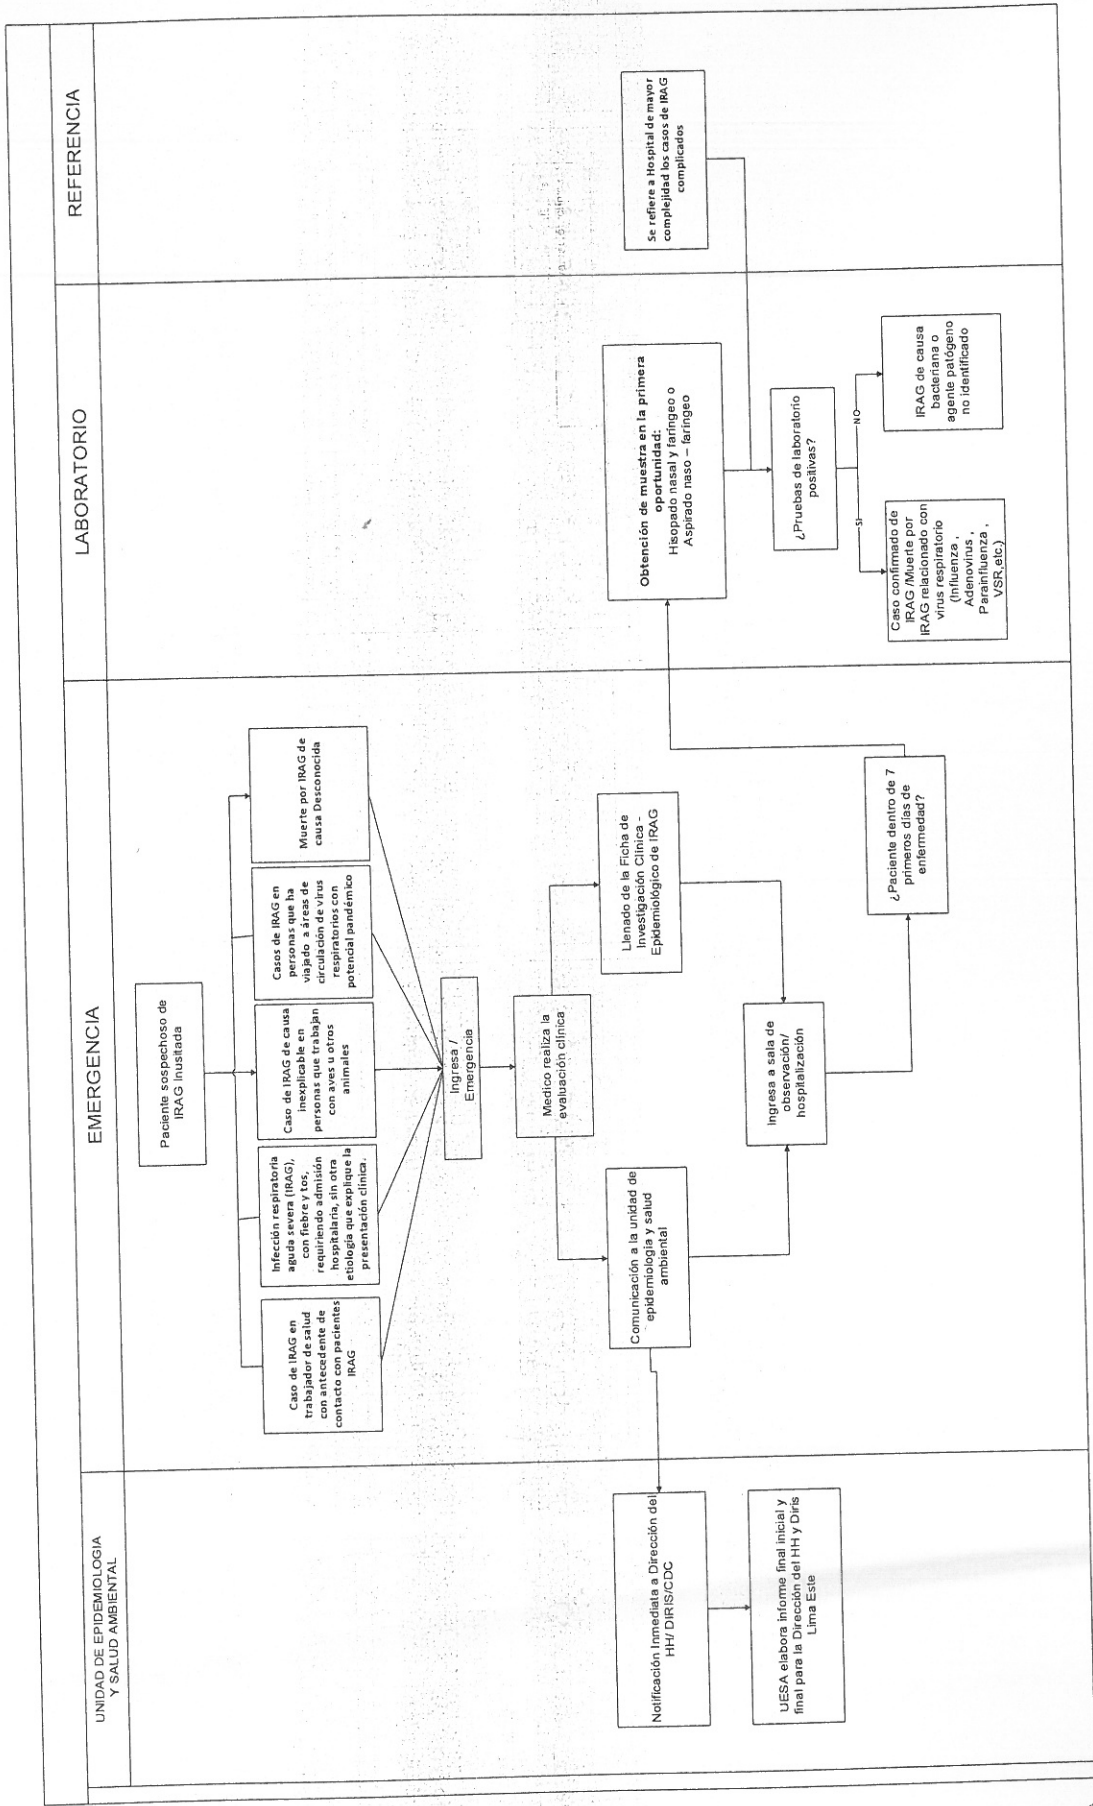 UNIDAD DE EPIDEMIOLOGIA
Y SALUD AMBIENTAL
EMERGENCIA
LABORATORIO
REFERENCIA
Paciente sospechoso de
IRAG Inusitada
Caso de IRAG en
trabajador de salud
con antecedente de
contacto con pacientes
IRAG
Infección respiratoria
aguda severa (IRAG),
con fiebre y tos,
requiriendo admisión
hospitalaria, sin otra
etiología que explique la
presentación clínica.
Caso de IRAG de causa
inexplicable en
personas que trabajan
con aves u otros
animales
Casos de IRAG en
personas que ha
viajado a áreas de
circulación de virus
respiratorios con
potencial pandémico
Muerte por IRAG de
causa Desconocida
Ingresa /
Emergencia
Medico realiza la
evaluación clínica
Comunicación a la unidad de
epidemiologia y salud
ambiental
Llenado de la Ficha de
Investigación Clínica -
Epidemiológico de IRAG
Ingresa a sala de
observación/
hospitalización
¿Paciente dentro de 7
primeros días de
enfermedad?
Notificación Inmediata a Dirección del
HH/ DIRIS/CDC
UESA elabora informe final inicial y
final para la Dirección del HH y Diris
Lima Este
Obtención de muestra en la primera
oportunidad:
Hisopado nasal y faríngeo o
Aspirado naso – faríngeo
¿Pruebas de laboratorio
positivas?
SI
NO
Caso confirmado de
IRAG /Muerte por
IRAG relacionado con
virus respiratorio
(Influenza ,
Adenovirus ,
Parainfluenza ,
VSR,etc.)
IRAG de causa
bacteriana o
agente patógeno
no identificado
Se refiere a Hospital de mayor
complejidad los casos de IRAG
complicados